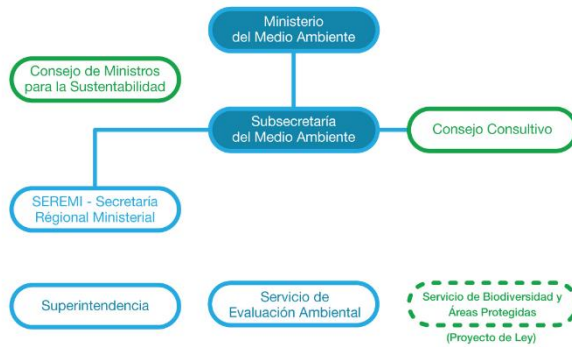 Ministerio
del Medio Ambiente
Consejo de Ministros
para la Sustentabilidad
Subsecretaría
del Medio Ambiente
Consejo Consultivo
SEREMI - Secretaría
Régional Ministerial
Superintendencia
Servicio de
Evaluación Ambiental
Servicio de Biodiversidad y
Áreas Protegidas
(Proyecto de Ley)